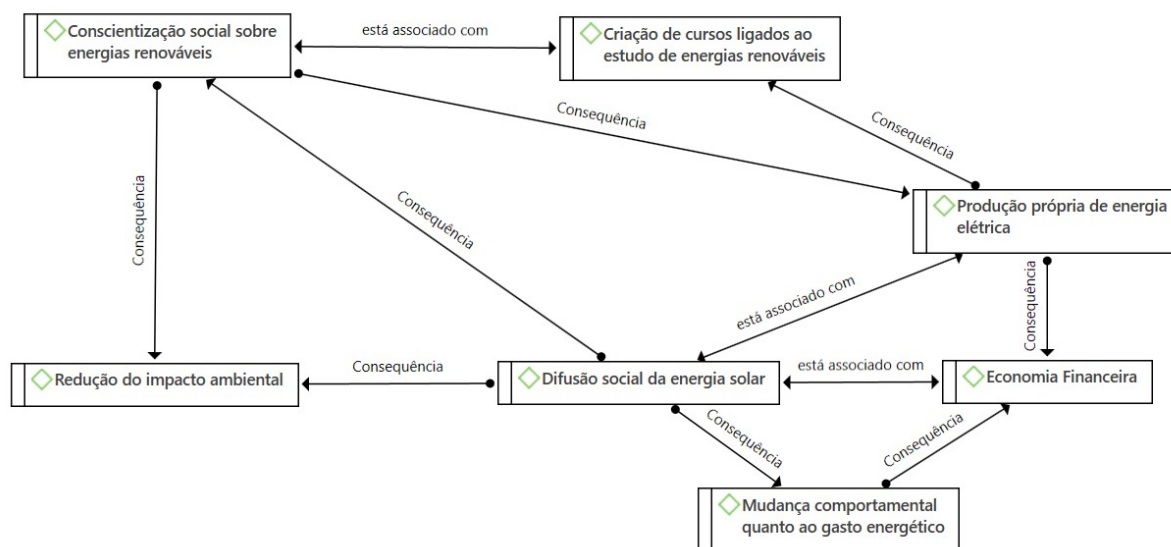 Conscientização social sobre
energias renováveis
está associado com
Criação de cursos ligados ao
estudo de energias renováveis
Consequência
Consequência
Consequência
Consequência
Produção própria de energia
elétrica
está associado com
Consequência
Redução do impacto ambiental
Consequência
Difusão social da energia solar
está associado com
Economia Financeira
Consequência
Consequência
Mudança comportamental
quanto ao gasto energético